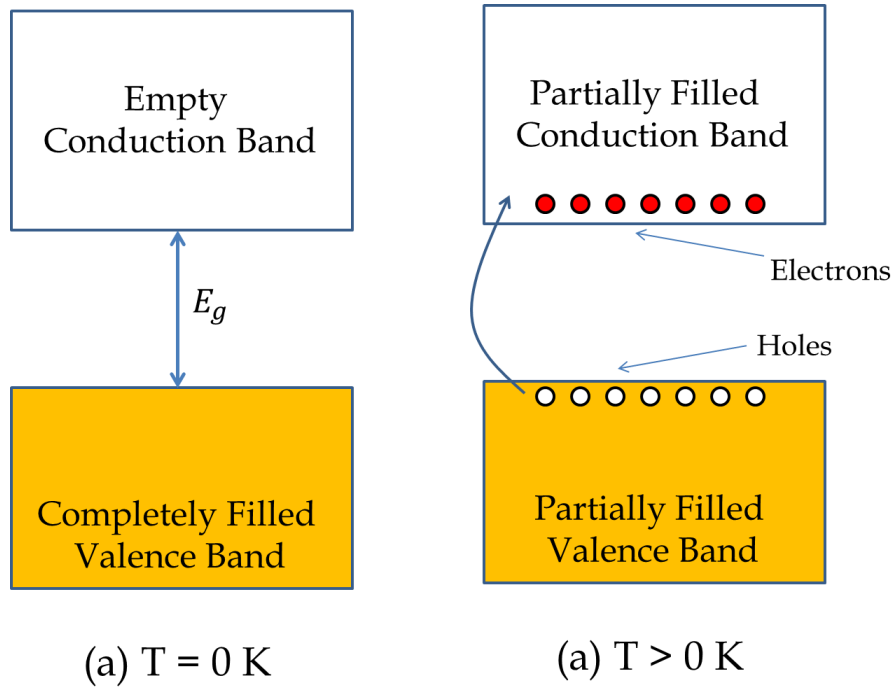 Empty
Conduction Band
E_g
Completely Filled
Valence Band
(a) T = 0 K
Partially Filled
Conduction Band
Electrons
Holes
Partially Filled
Valence Band
(a) T > 0 K